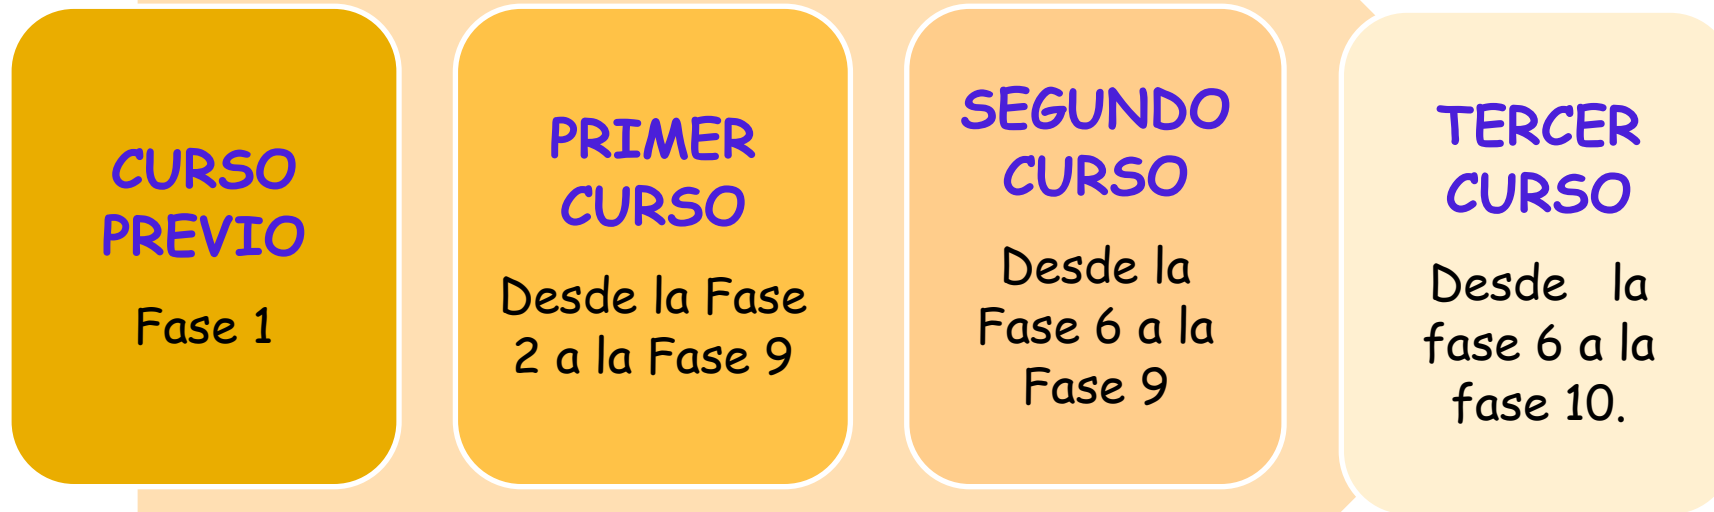 CURSO
PREVIO
Fase 1
PRIMER
CURSO
Desde la Fase
2 a la Fase 9
SEGUNDO
CURSO
Desde la
Fase 6 a la
Fase 9
TERCER
CURSO
Desde la
fase 6 a la
fase 10.